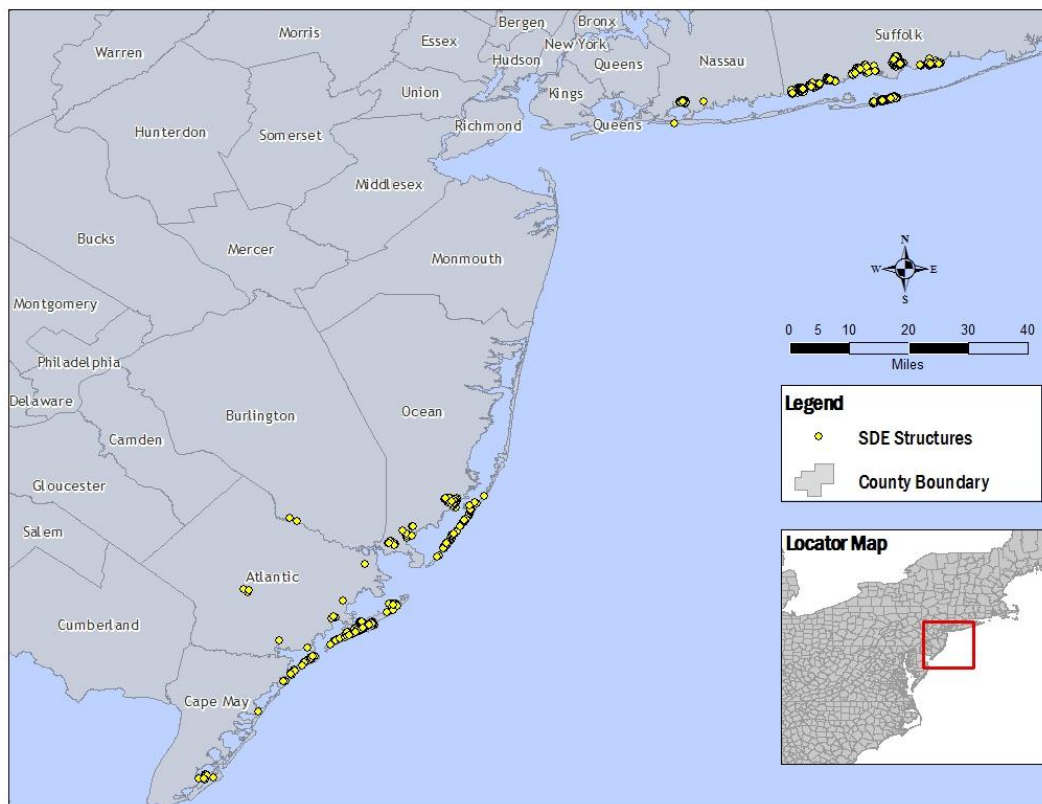 Bergen
Bronx
Morris
Essex
Suffolk
Warren
New York
Hudson
Queens
Nassau
Union
Kings
Hunterdon
Somerset
Richmond
Queens
Middlesex
Bucks
Mercer
Monmouth
N
W E
S
Montgomery
0 5 10 20 30 40
Miles
Philadelphia
Delaware
Burlington
Ocean
Camden
Legend
SDE Structures
County Boundary
Gloucester
Salem
Locator Map
Atlantic
Cumberland
Cape May